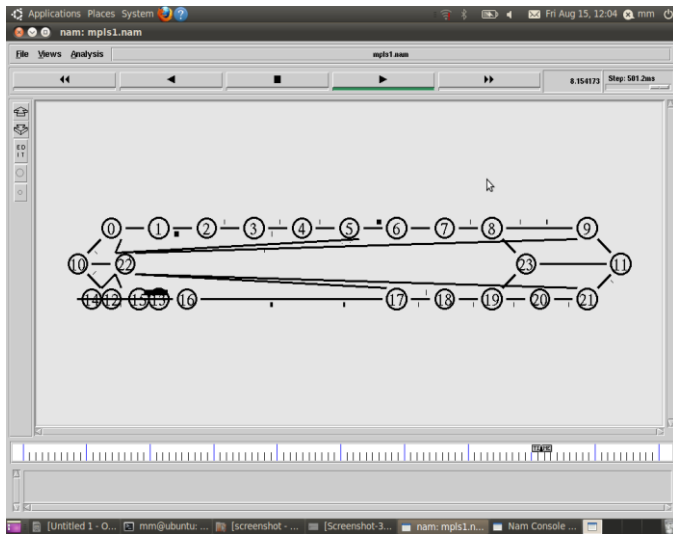 Applications Places System Fri Aug 15, 12:04 mm
nam: mpls1.nam
File Views Analysis mpls1.nam
8.154173 Step: 501.2ms
ED
IT
0 1 2 3 4 5 6 7 8 9
10 22 23 11
14 12 15 13 16 17 18 19 20 21
[Untitled 1 - O... mm@ubuntu: ... [screenshot - ... [Screenshot-3... nam: mpls1.n... Nam Console ...